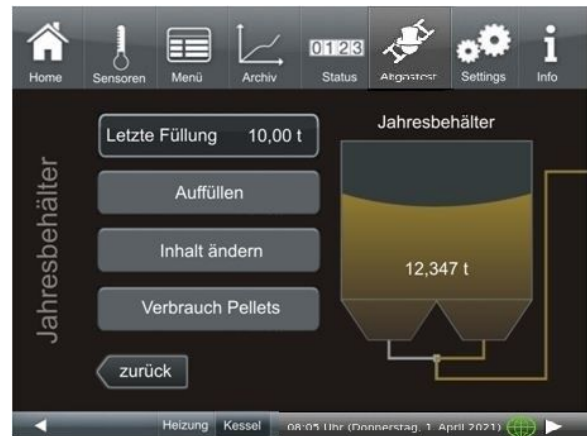 0123
Home Sensoren Menü Archiv Status Abgastest Settings Info
Jahresbehälter
Letzte Füllung 10,00 t
Auffüllen
Inhalt ändern
Verbrauch Pellets
zurück
Jahresbehälter
12,347 t
Heizung Kessel 08:05 Uhr (Donnerstag, 1. April 2021)